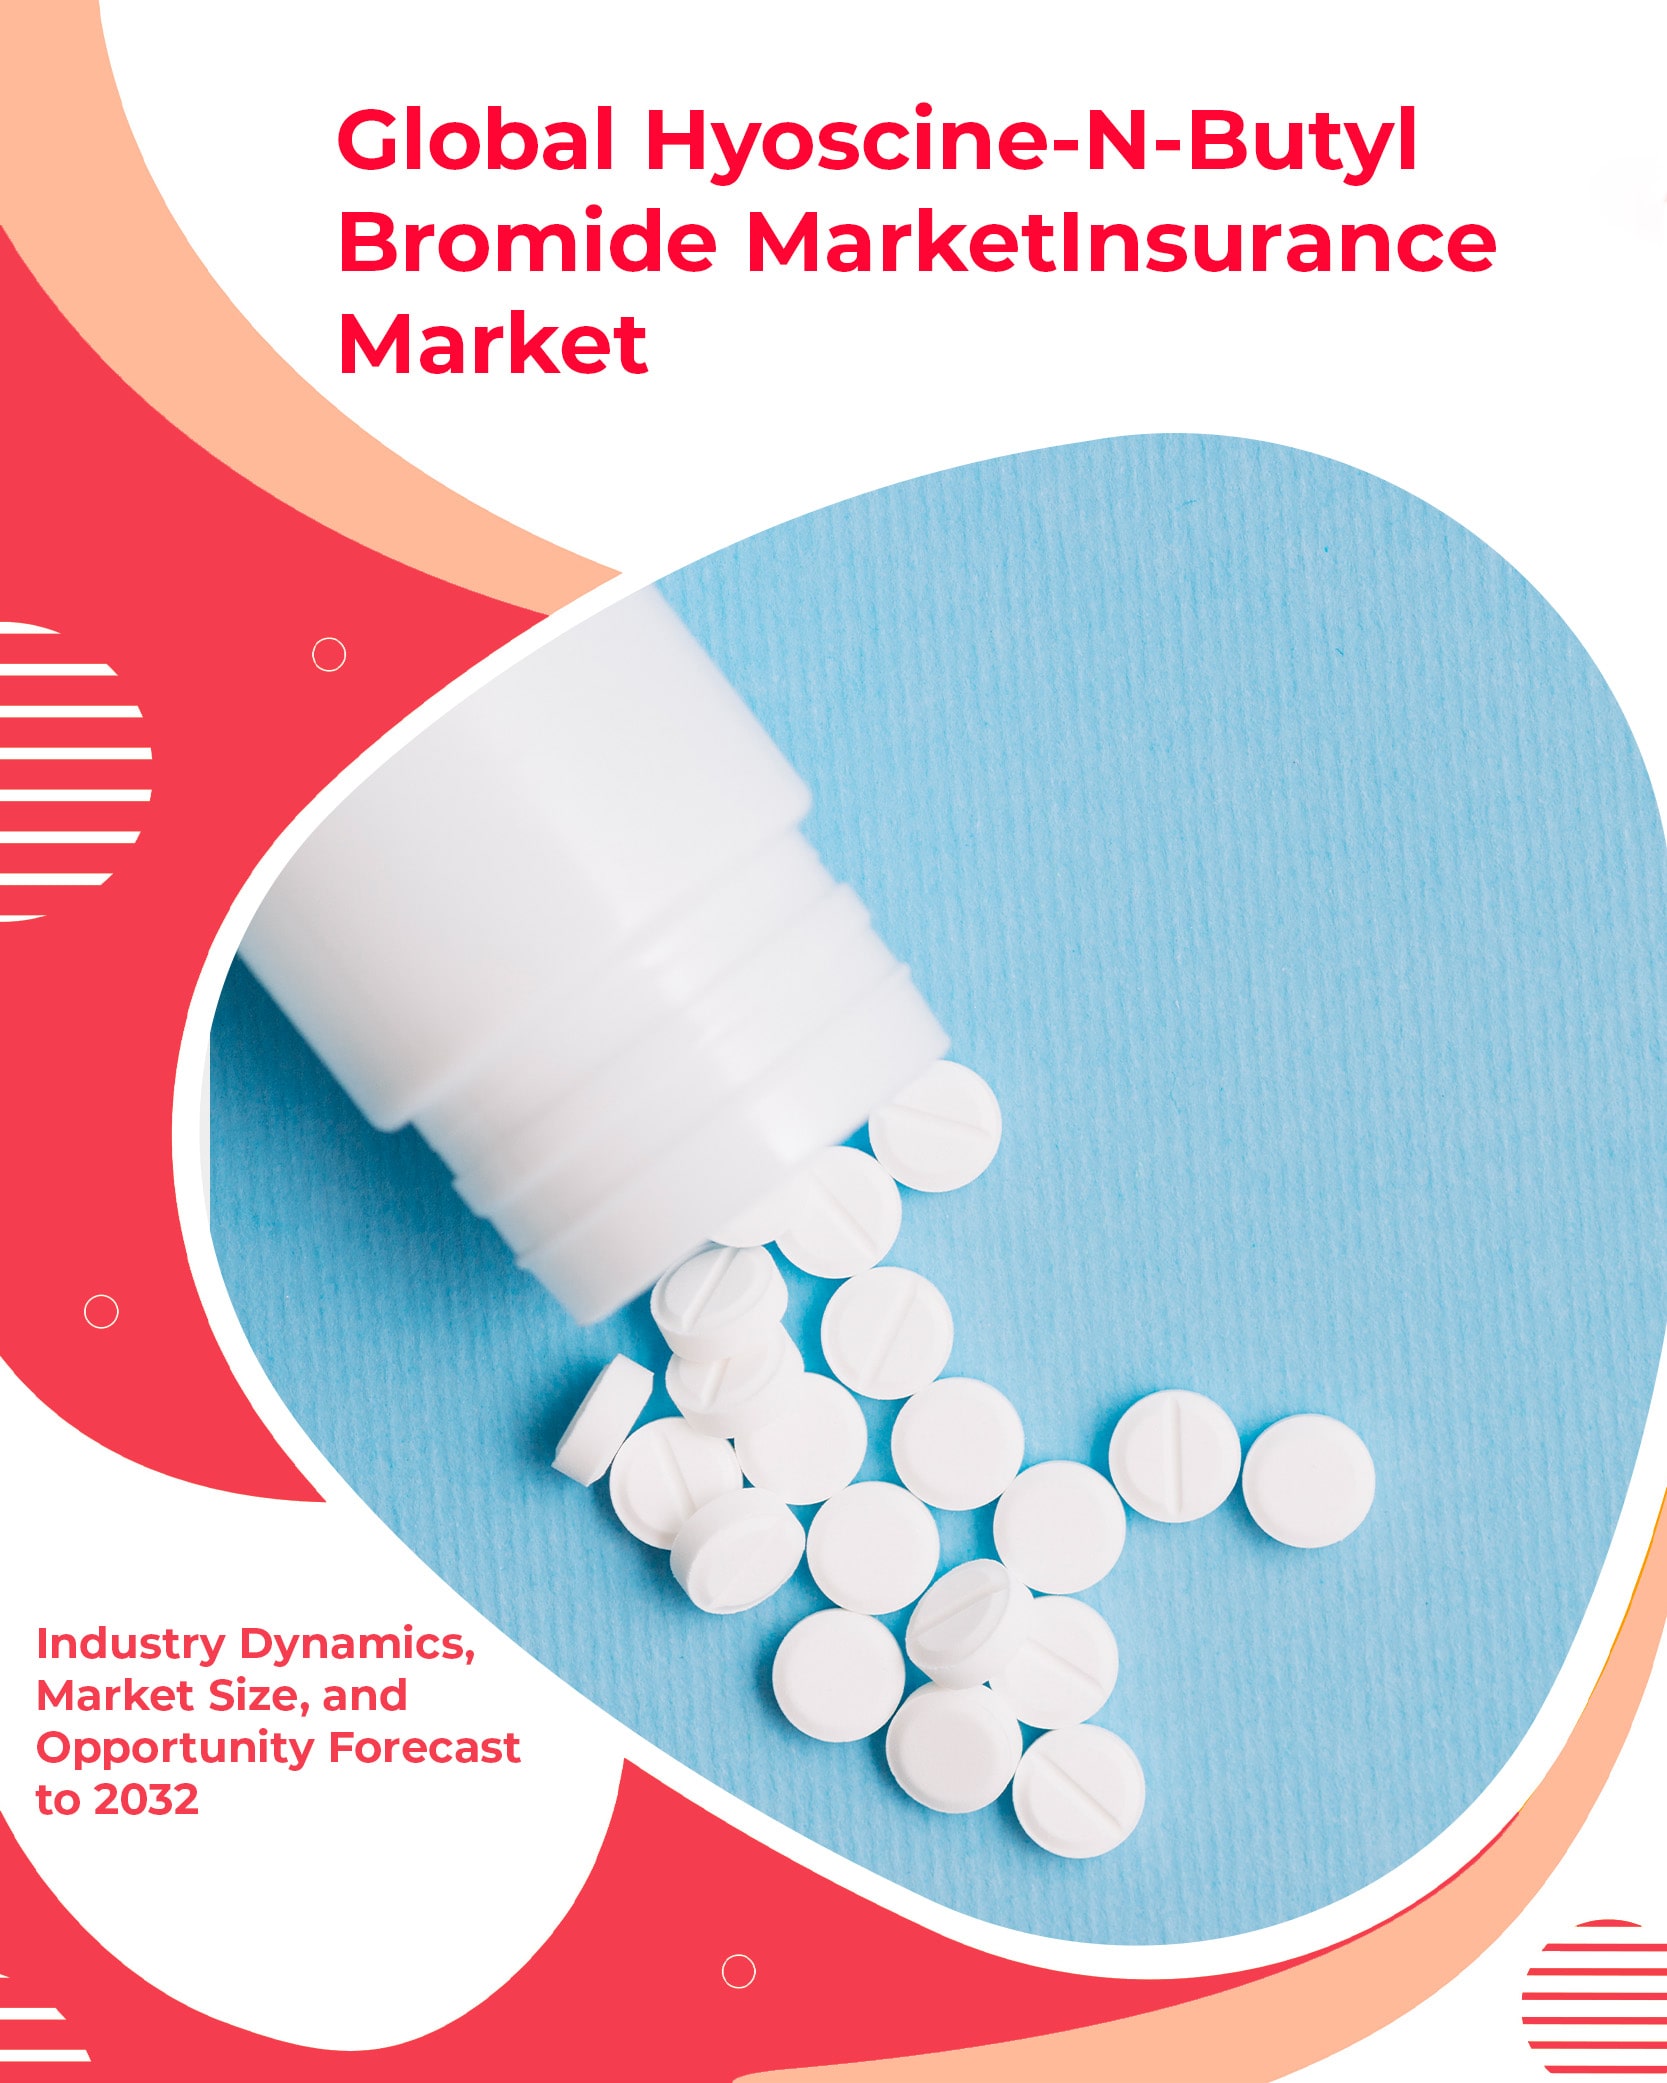 Global Hyoscine-N-Butyl
Bromide MarketInsurance
Market
Industry Dynamics,
Market Size, and
Opportunity Forecast
to 2032